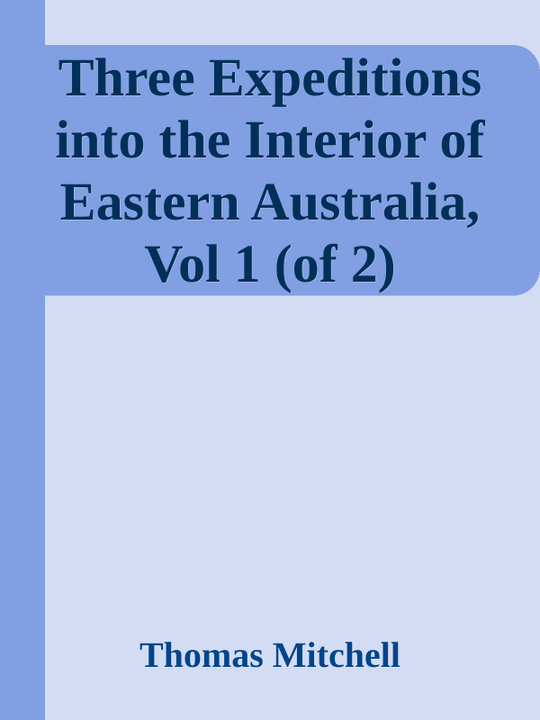 Three Expeditions
into the Interior of
Eastern Australia,
Vol 1 (of 2)
Thomas Mitchell